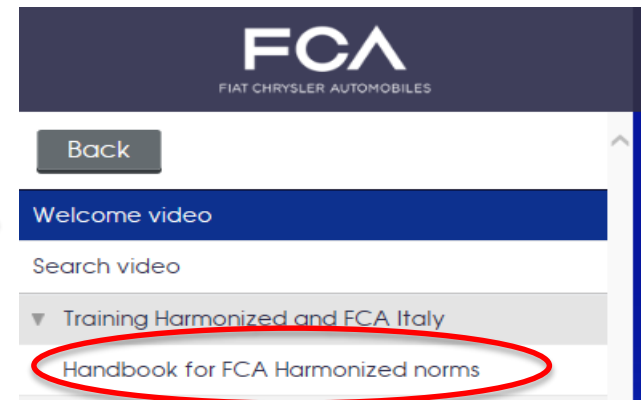 FCA
FIAT CHRYSLER AUTOMOBILES
Back
Welcome video
Search video
Training Harmonized and FCA Italy
Handbook for FCA Harmonized norms